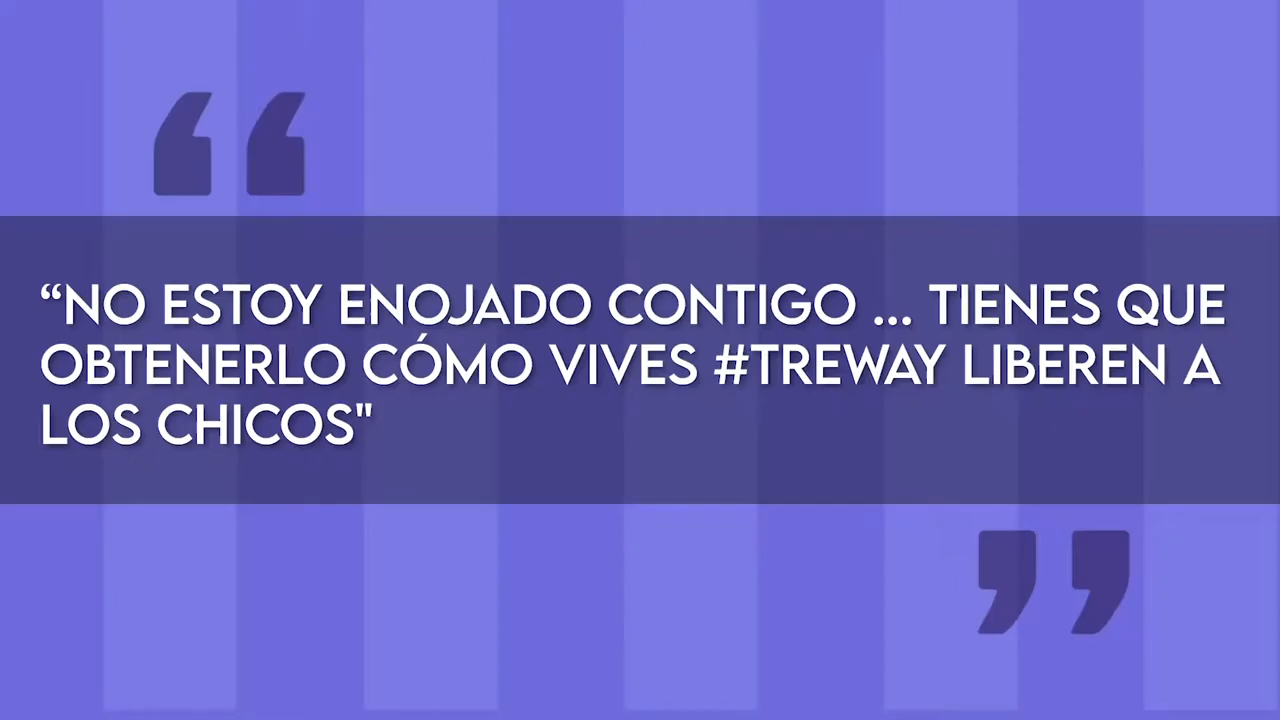 “NO ESTOY ENOJADO CONTIGO ... TIENES QUE
OBTENERLO CÓMO VIVES #TREWAY LIBEREN A
LOS CHICOS"